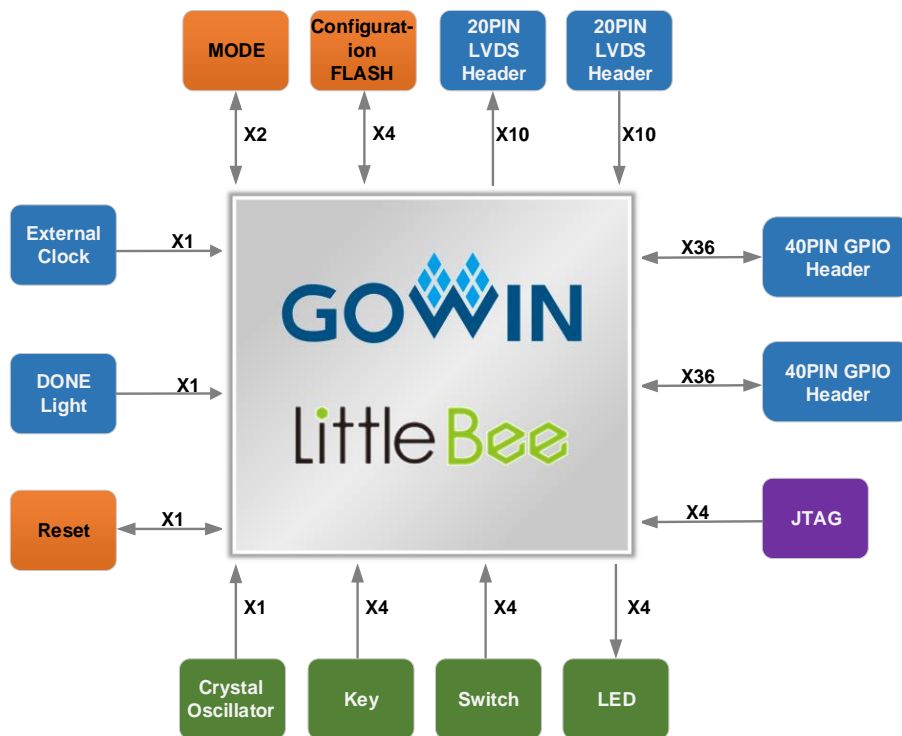 MODE
Configurat-
ion
FLASH
20PIN
LVDS
Header
20PIN
LVDS
Header
X2
X4
X10
X10
External
Clock
X1
X36
40PIN GPIO
Header
GOWIN
DONE
Light
X1
X36
40PIN GPIO
Header
LittleBee
Reset
X1
X4
JTAG
X1
X4
X4
X4
Crystal
Oscillator
Key
Switch
LED